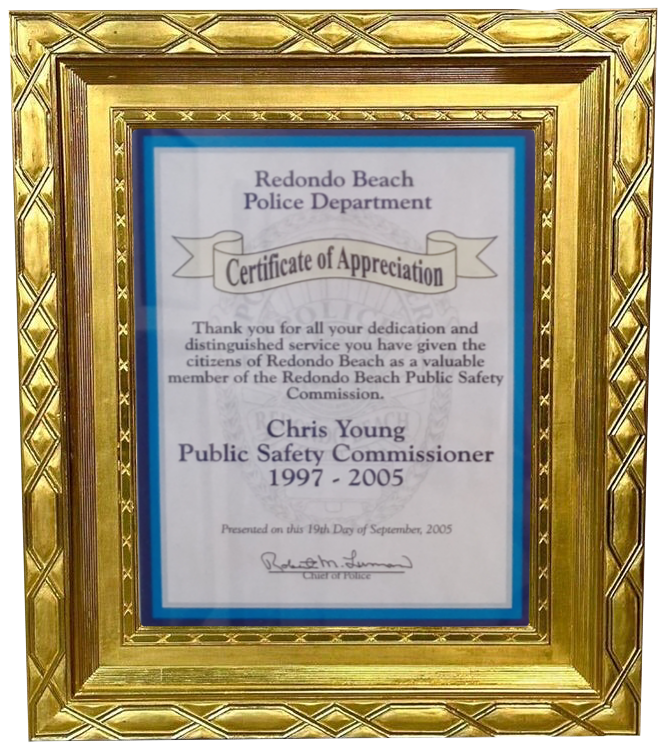 Redondo Beach
Police Department
Certificate of Appreciation
Thank you for all your dedication and
distinguished service you have given the
citizens of Redondo Beach as a valuable
member of the Redondo Beach Public Safety
Commission.
Chris Young
Public Safety Commissioner
1997 - 2005
Presented on this 19th Day of September, 2005
Robert M. Lerman
Chief of Police